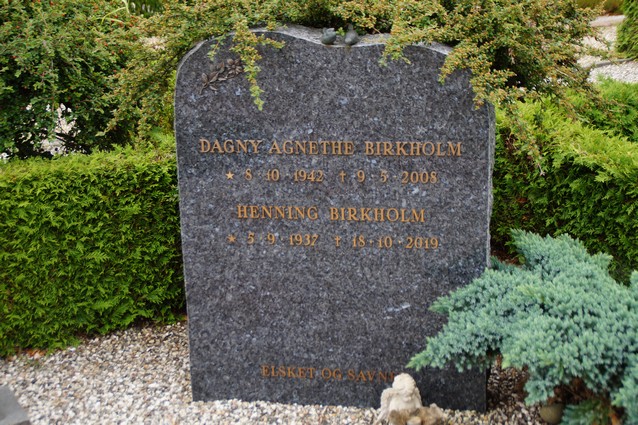 DAGNY AGNETHE BIRKHOLM
★ 8 · 10 · 1942 ✝ 9 · 5 · 2008
HENNING BIRKHOLM
★ 5 · 9 · 1937 ✝ 18 · 10 · 2019
ELSKET OG SAVNET